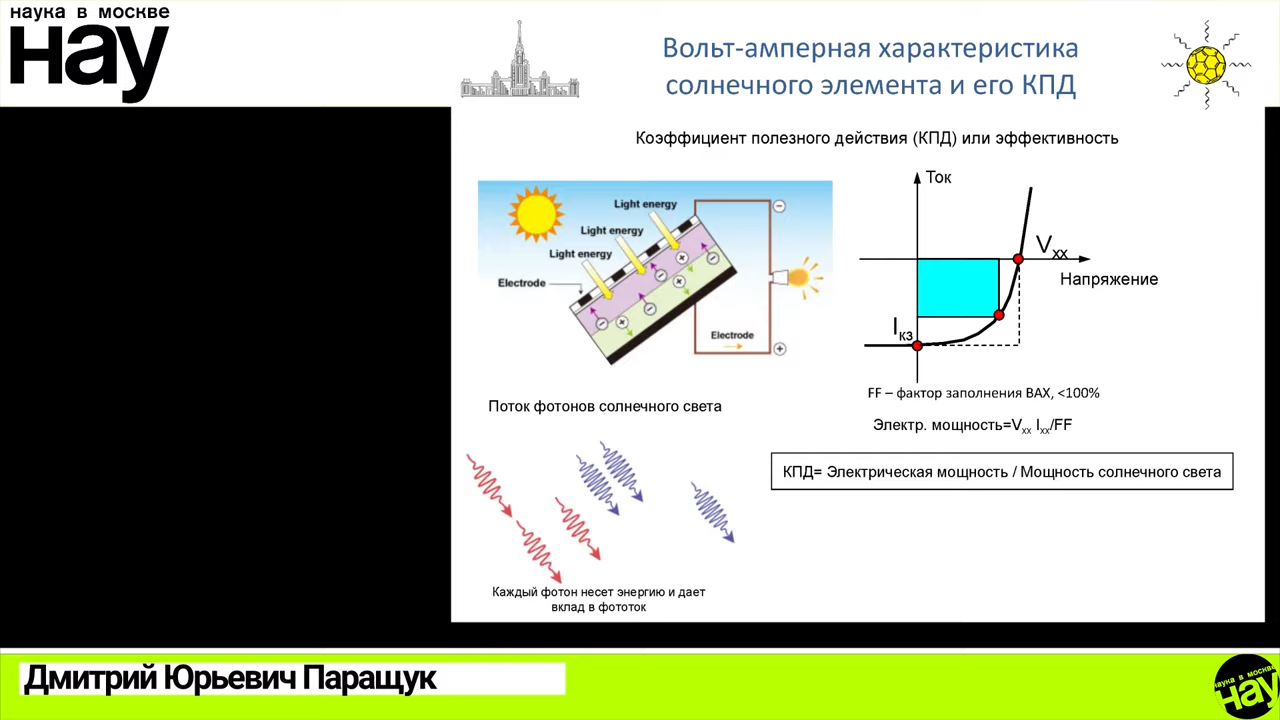 наука в москве
нау
Вольт-амперная характеристика
солнечного элемента и его КПД
Коэффициент полезного действия (КПД) или эффективность
Light energy
Light energy
Light energy
Electrode
Electrode
−
+
Ток
Vхх
Напряжение
Iкз
FF – фактор заполнения ВАХ, <100%
Электр. мощность=Vхх Iхх/FF
Поток фотонов солнечного света
КПД= Электрическая мощность / Мощность солнечного света
Каждый фотон несет энергию и дает
вклад в фототок
Дмитрий Юрьевич Паращук
наука в москве
нау